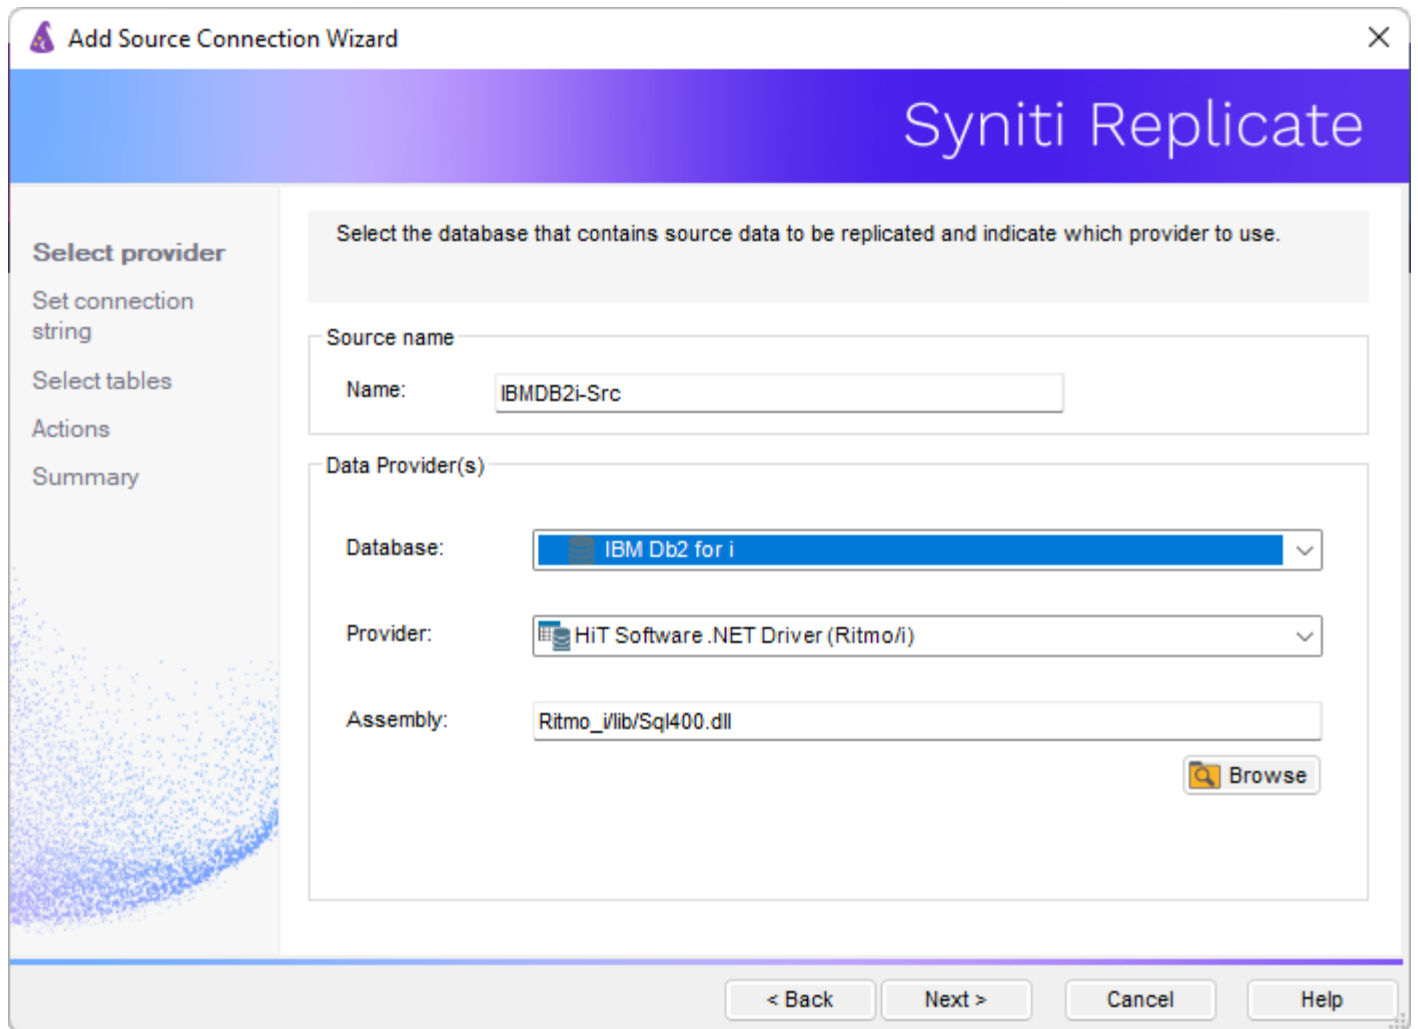 Add Source Connection Wizard
Syniti Replicate
Select provider
Set connection
string
Select tables
Actions
Summary
Select the database that contains source data to be replicated and indicate which provider to use.
Source name
Name:
IBMDB2i-Src
Data Provider(s)
Database:
IBM Db2 for i
Provider:
HiT Software .NET Driver (Ritmo/i)
Assembly:
Ritmo_i/lib/Sql400.dll
Browse
< Back
Next >
Cancel
Help